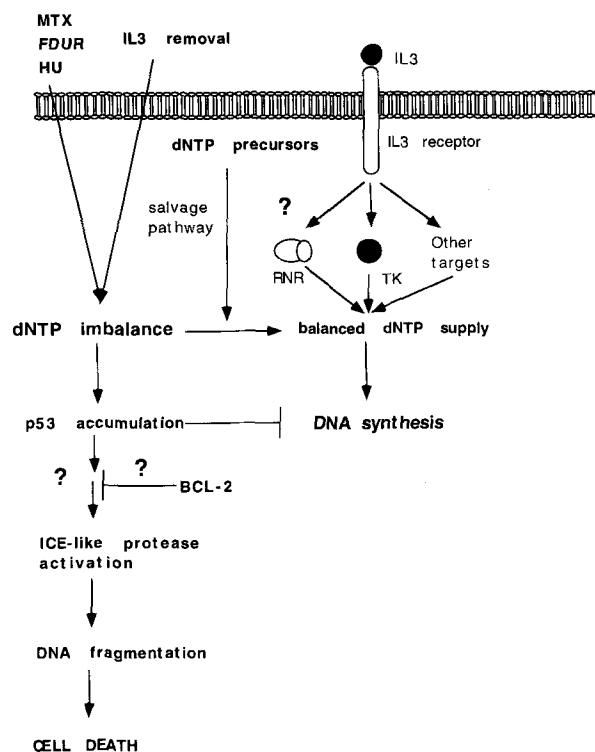 MTX
FDUR
HU
IL3 removal
IL3
dNTP precursors
IL3 receptor
salvage
pathway
?
RNR
TK
Other
targets
dNTP imbalance
balanced dNTP supply
p53 accumulation
DNA synthesis
?
?
BCL-2
ICE-like protease
activation
DNA fragmentation
CELL DEATH